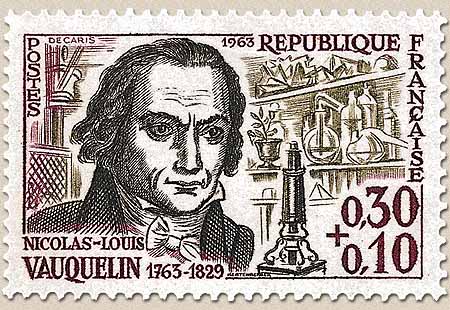 POSTES
DECARIS
1963 REPUBLIQUE
FRANÇAISE
0,30
+0,10
NICOLAS-LOUIS
VAUQUELIN 1763-1829